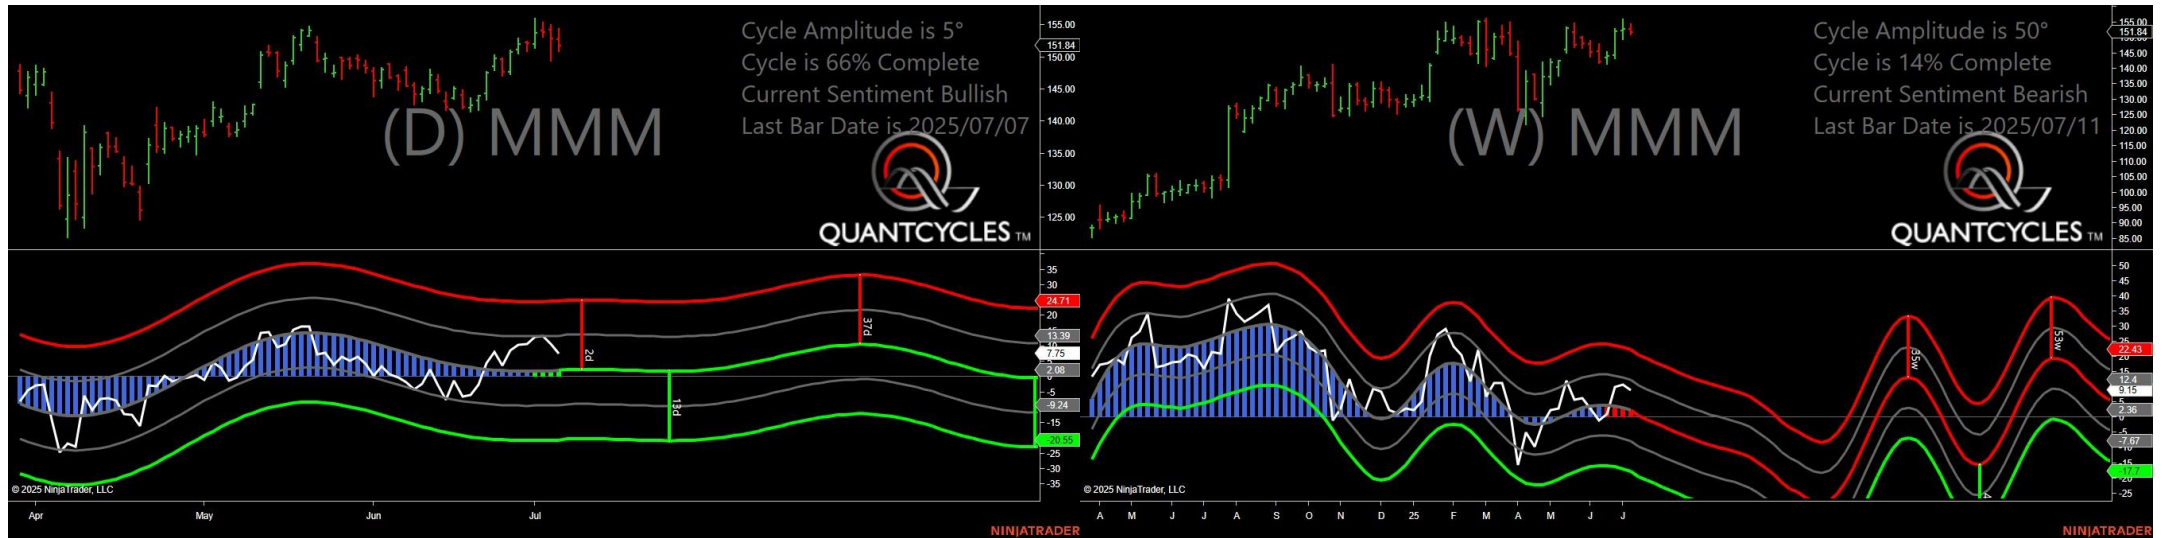 Cycle Amplitude is 5°
Cycle is 66% Complete
Current Sentiment Bullish
Last Bar Date is 2025/07/07
(D) MMM
QUANTCYCLES TM
155.00
151.84
150.00
145.00
140.00
135.00
130.00
125.00
35
24.71
20
13.39
7.75
2.08
-5
-9.24
-15
-20.55
-25
-30
-35
2d
13d
37d
© 2025 NinjaTrader, LLC
Apr May Jun Jul
NINJATRADER
Cycle Amplitude is 50°
Cycle is 14% Complete
Current Sentiment Bearish
Last Bar Date is 2025/07/11
(W) MMM
QUANTCYCLES TM
155.00
151.84
145.00
140.00
135.00
130.00
125.00
120.00
115.00
110.00
105.00
100.00
95.00
90.00
85.00
50
45
40
35
30
25
22.43
15
12.4
9.15
2.36
-5
-7.67
-17.7
-25
35w
53w
© 2025 NinjaTrader, LLC
A M J J A S O N D 25 F M A M J J
NINJATRADER